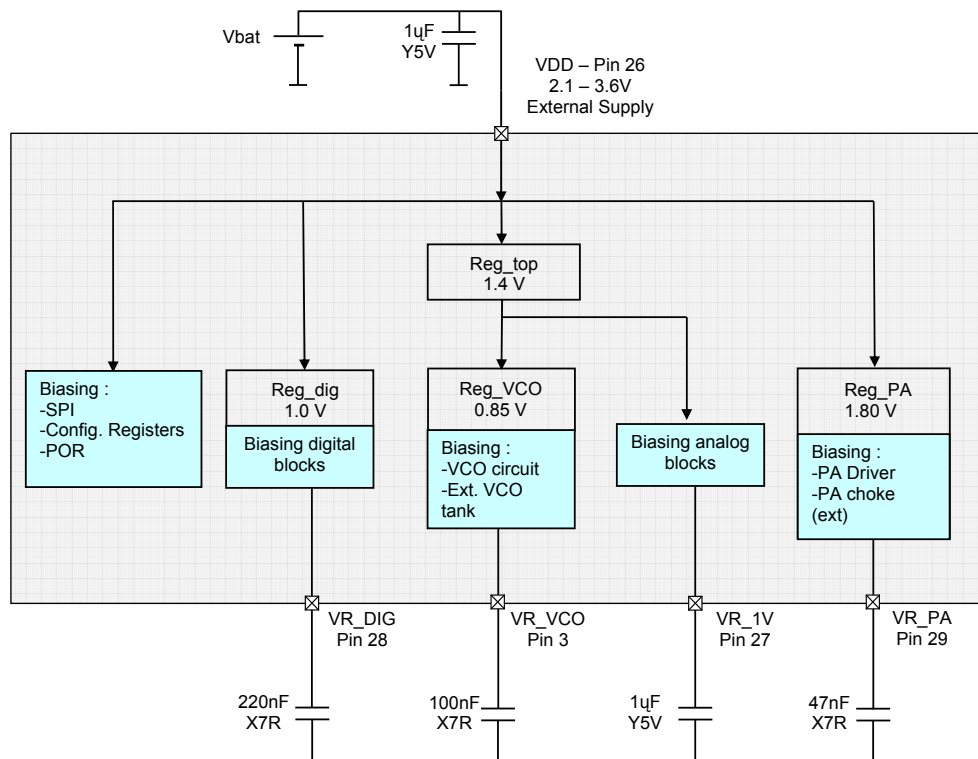 Vbat
1ųF
Y5V
VDD – Pin 26
2.1 – 3.6V
External Supply
Reg_top
1.4 V
Biasing :
-SPI
-Config. Registers
-POR
Reg_dig
1.0 V
Biasing digital
blocks
Reg_VCO
0.85 V
Biasing :
-VCO circuit
-Ext. VCO
tank
Biasing analog
blocks
Reg_PA
1.80 V
Biasing :
-PA Driver
-PA choke
(ext)
VR_DIG
Pin 28
VR_VCO
Pin 3
VR_1V
Pin 27
VR_PA
Pin 29
220nF
X7R
100nF
X7R
1ųF
Y5V
47nF
X7R